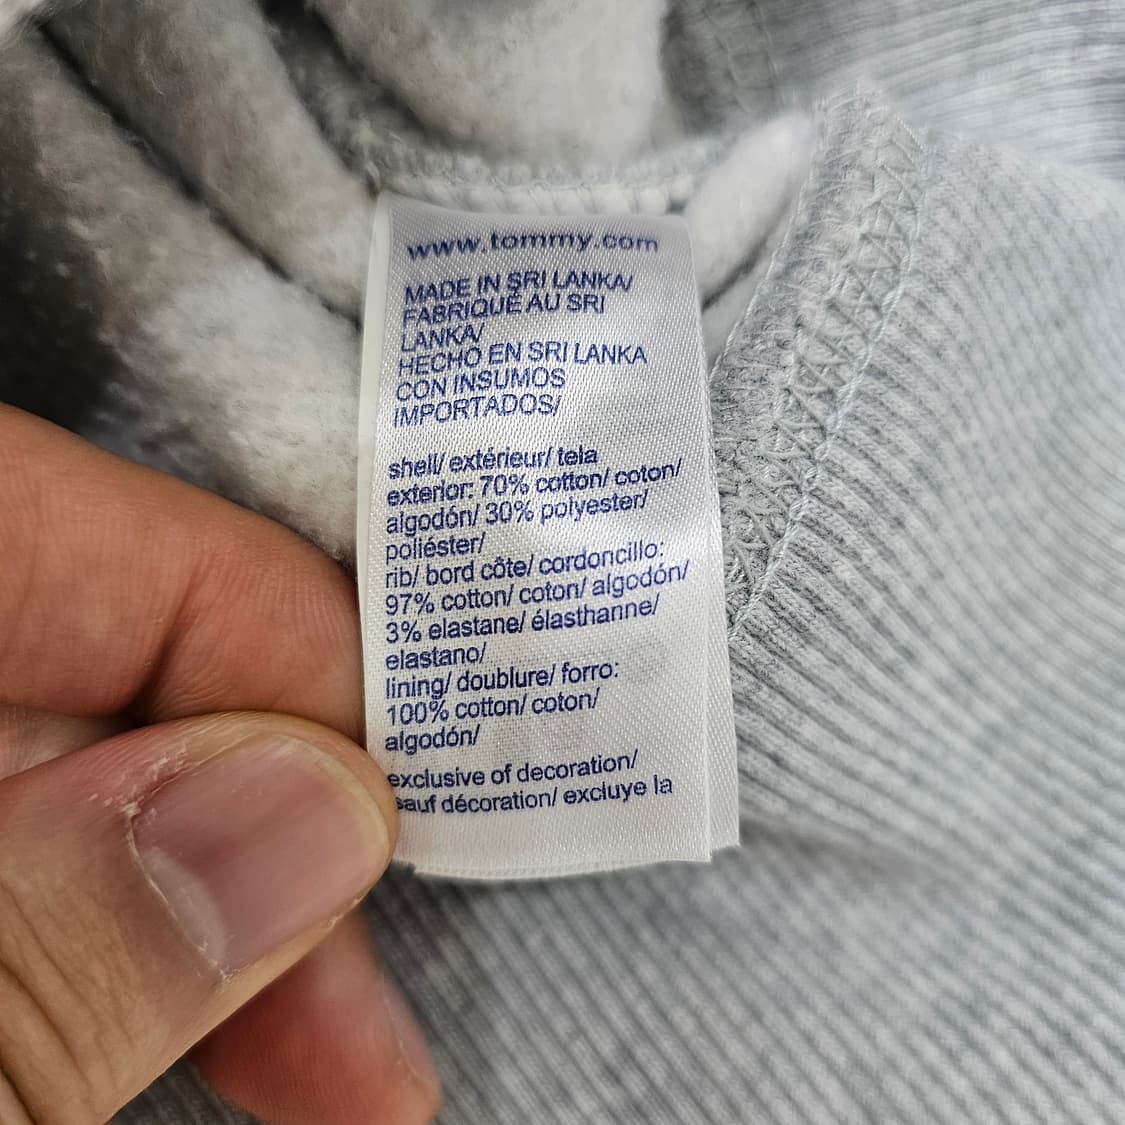 www.tommy.com
MADE IN SRI LANKA/
FABRIQUÉ AU SRI
LANKA/
HECHO EN SRI LANKA
CON INSUMOS
IMPORTADOS/
shell/ extérieur/ tela
exterior: 70% cotton/ coton/
algodón/ 30% polyester/
poliéster/
rib/ bord côte/ cordoncillo:
97% cotton/ coton/ algodón/
3% elastane/ élasthanne/
elastano/
lining/ doublure/ forro:
100% cotton/ coton/
algodón/
exclusive of decoration/
sauf décoration/ excluye la